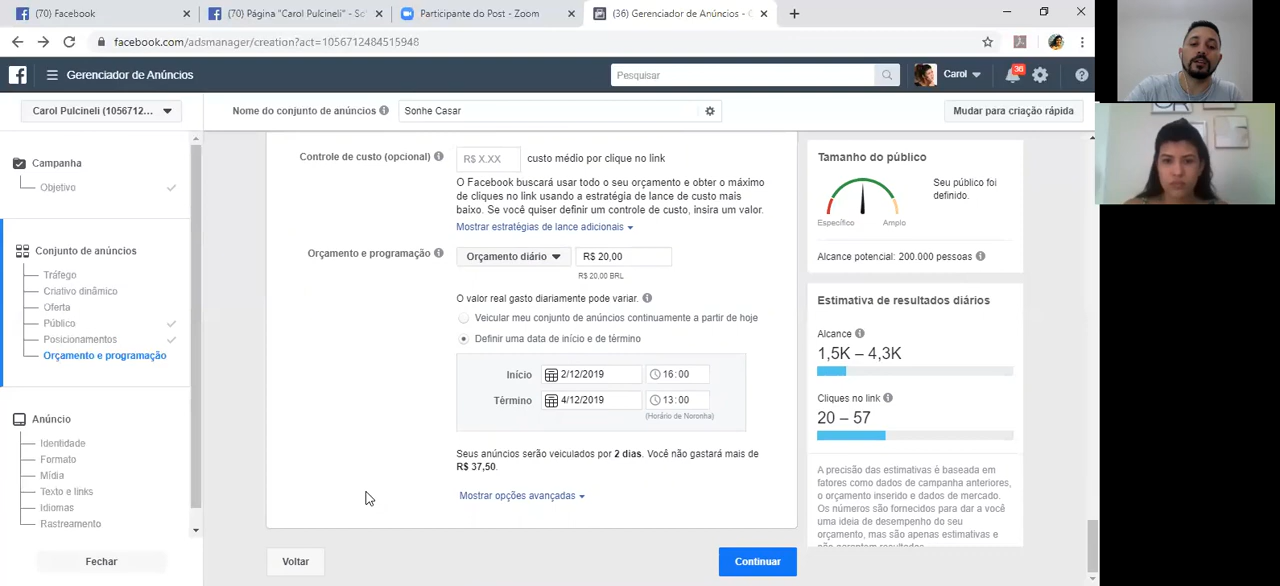 (70) Facebook
(70) Página "Carol Pulcineli" - So
Participante do Post - Zoom
(36) Gerenciador de Anúncios - C
facebook.com/adsmanager/creation?act=1056712484515948
Gerenciador de Anúncios
Pesquisar
Carol
36
Carol Pulcineli (1056712...
Nome do conjunto de anúncios
Sonhe Casar
Mudar para criação rápida
Campanha
Objetivo
Conjunto de anúncios
Tráfego
Criativo dinâmico
Oferta
Público
Posicionamentos
Orçamento e programação
Anúncio
Identidade
Formato
Mídia
Texto e links
Idiomas
Rastreamento
Fechar
Controle de custo (opcional)
R$ X.XX
custo médio por clique no link
O Facebook buscará usar todo o seu orçamento e obter o máximo
de cliques no link usando a estratégia de lance de custo mais
baixo. Se você quiser definir um controle de custo, insira um valor.
Mostrar estratégias de lance adicionais
Orçamento e programação
Orçamento diário
R$ 20,00
R$ 20,00 BRL
O valor real gasto diariamente pode variar.
Veicular meu conjunto de anúncios continuamente a partir de hoje
Definir uma data de início e de término
Início
2/12/2019
16:00
Término
4/12/2019
13:00
(Horário de Noronha)
Seus anúncios serão veiculados por 2 dias. Você não gastará mais de
R$ 37,50.
Mostrar opções avançadas
Voltar
Continuar
Tamanho do público
Específico
Amplo
Seu público foi
definido.
Alcance potencial: 200.000 pessoas
Estimativa de resultados diários
Alcance
1,5K – 4,3K
Cliques no link
20 – 57
A precisão das estimativas é baseada em
fatores como dados de campanha anteriores,
o orçamento inserido e dados de mercado.
Os números são fornecidos para dar a você
uma ideia de desempenho do seu
orçamento, mas são apenas estimativas e
não garantem resultados